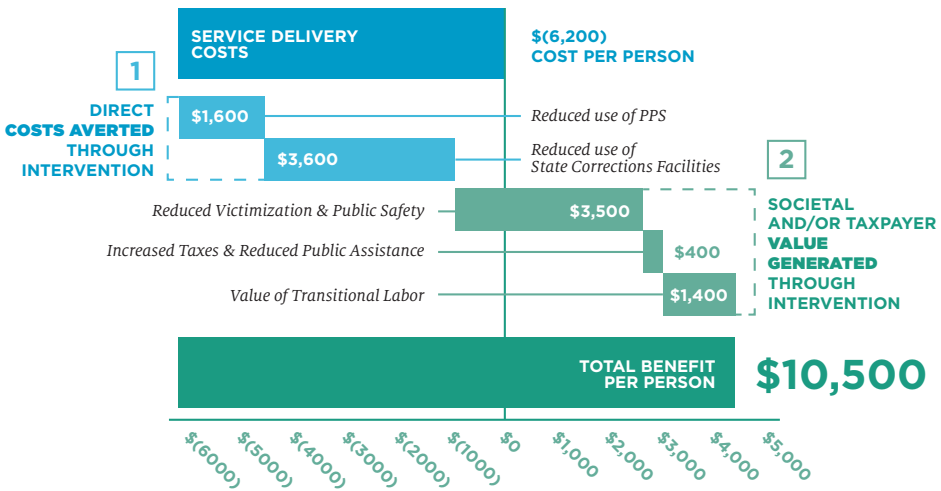 SERVICE DELIVERY
COSTS
$(6,200)
COST PER PERSON
1
DIRECT
COSTS AVERTED
THROUGH
INTERVENTION
$1,600
Reduced use of PPS
$3,600
Reduced use of
State Corrections Facilities
2
SOCIETAL
AND/OR TAXPAYER
VALUE
GENERATED
THROUGH
INTERVENTION
Reduced Victimization & Public Safety
$3,500
Increased Taxes & Reduced Public Assistance
$400
Value of Transitional Labor
$1,400
TOTAL BENEFIT
PER PERSON
$10,500
$(6000)
$(5000)
$(4000)
$(3000)
$(2000)
$(1000)
$0
$1,000
$2,000
$3,000
$4,000
$5,000